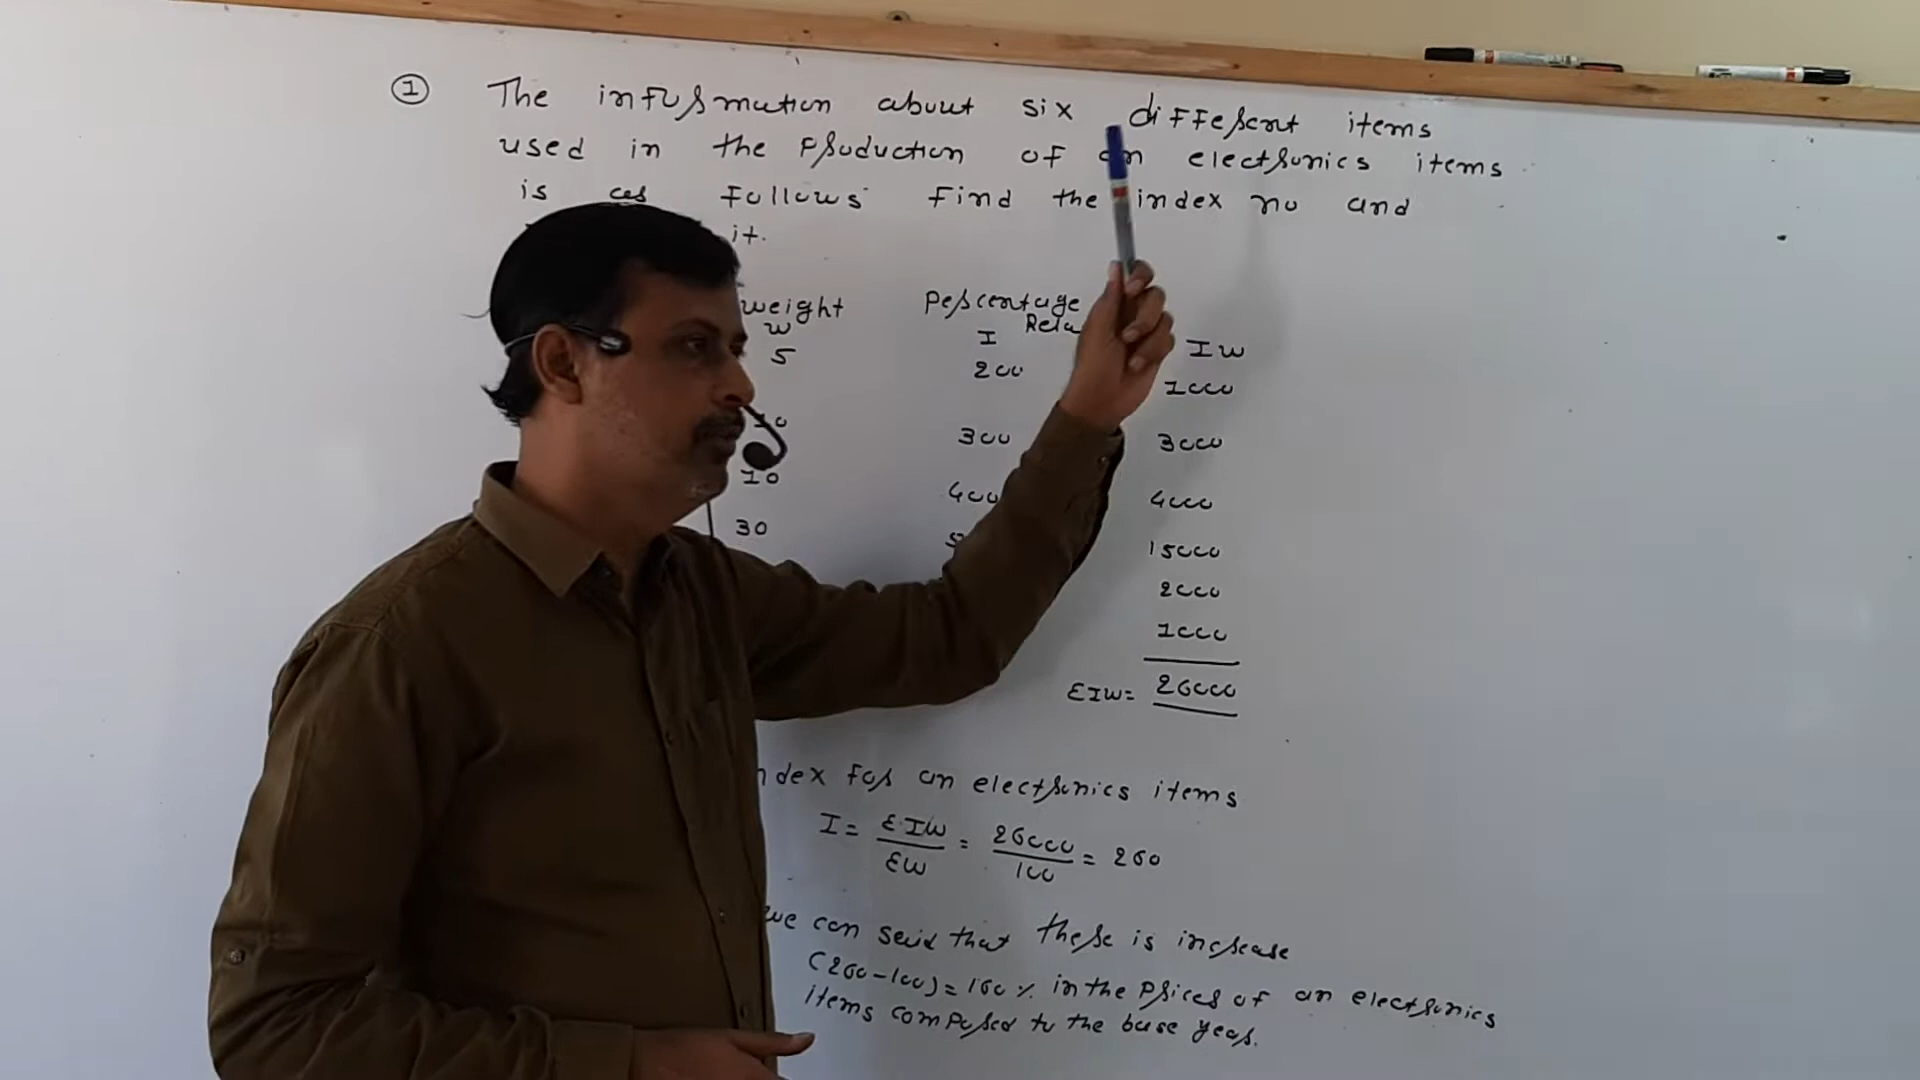 1 The information about six different items
used in the production of an electronics items
is as follows Find the index no and
it.
weight Percentage
w I IW
5 200 1000
10 300 3000
10 400 4000
30 15000
2000
1000
ΣIW= 26000
for an electronics items
I = ΣIW/ΣW = 26000/100 = 260
we can said that there is increase
(260-100) = 160 % in the prices of an electronics
items compared to the base year.